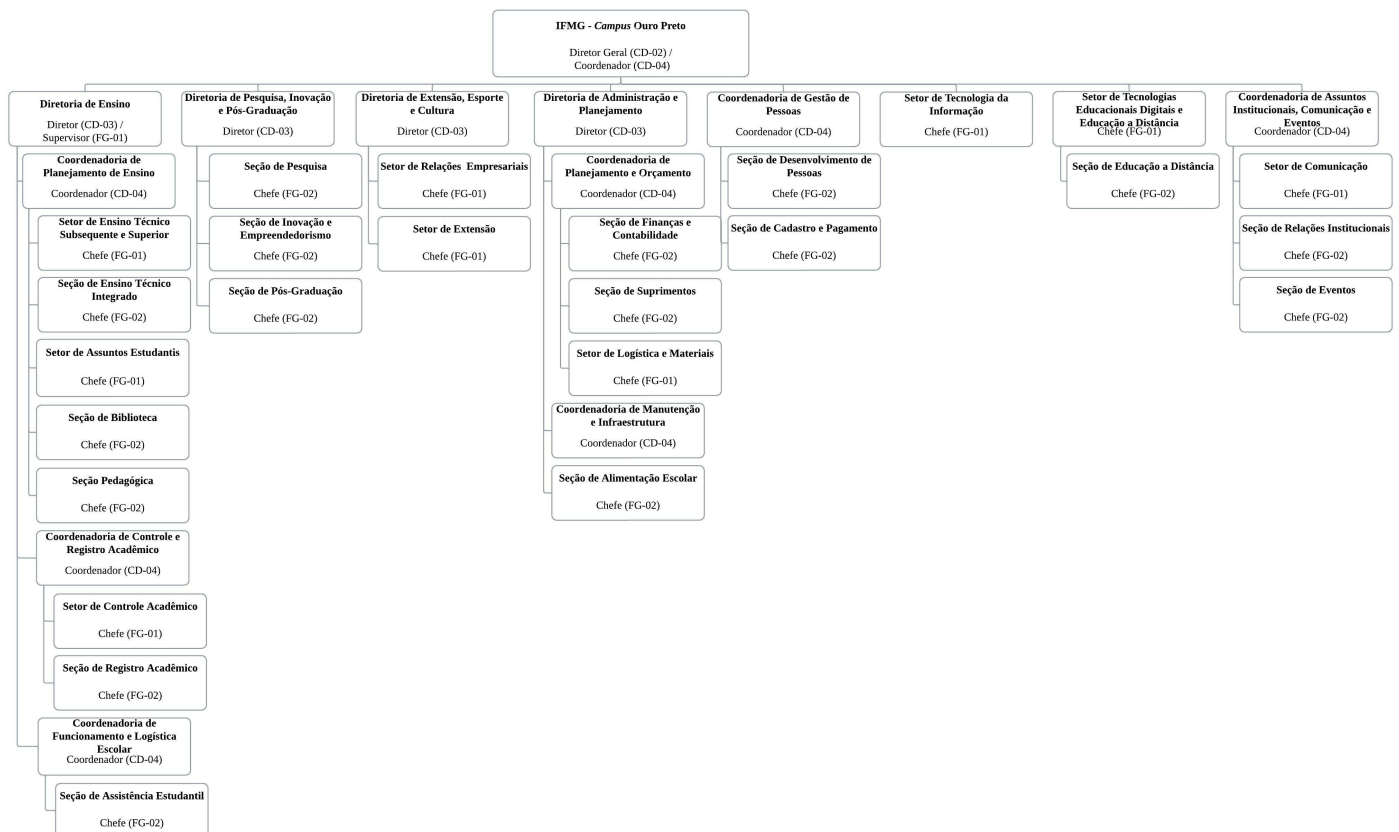 IFMG - Campus Ouro Preto
Diretor Geral (CD-02) /
Coordenador (CD-04)
Diretoria de Ensino
Diretor (CD-03) /
Supervisor (FG-01)
Coordenadoria de
Planejamento de Ensino
Coordenador (CD-04)
Setor de Ensino Técnico
Subsequente e Superior
Chefe (FG-01)
Seção de Ensino Técnico
Integrado
Chefe (FG-02)
Setor de Assuntos Estudantis
Chefe (FG-01)
Seção de Biblioteca
Chefe (FG-02)
Seção Pedagógica
Chefe (FG-02)
Coordenadoria de Controle e
Registro Acadêmico
Coordenador (CD-04)
Setor de Controle Acadêmico
Chefe (FG-01)
Seção de Registro Acadêmico
Chefe (FG-02)
Coordenadoria de
Funcionamento e Logística
Escolar
Coordenador (CD-04)
Seção de Assistência Estudantil
Chefe (FG-02)
Diretoria de Pesquisa, Inovação
e Pós-Graduação
Diretor (CD-03)
Seção de Pesquisa
Chefe (FG-02)
Seção de Inovação e
Empreendedorismo
Chefe (FG-02)
Seção de Pós-Graduação
Chefe (FG-02)
Diretoria de Extensão, Esporte
e Cultura
Diretor (CD-03)
Setor de Relações Empresariais
Chefe (FG-01)
Setor de Extensão
Chefe (FG-01)
Diretoria de Administração e
Planejamento
Diretor (CD-03)
Coordenadoria de
Planejamento e Orçamento
Coordenador (CD-04)
Seção de Finanças e
Contabilidade
Chefe (FG-02)
Seção de Suprimentos
Chefe (FG-02)
Setor de Logística e Materiais
Chefe (FG-01)
Coordenadoria de Manutenção
e Infraestrutura
Coordenador (CD-04)
Seção de Alimentação Escolar
Chefe (FG-02)
Coordenadoria de Gestão de
Pessoas
Coordenador (CD-04)
Seção de Desenvolvimento de
Pessoas
Chefe (FG-02)
Seção de Cadastro e Pagamento
Chefe (FG-02)
Setor de Tecnologia da
Informação
Chefe (FG-01)
Setor de Tecnologias
Educacionais Digitais e
Educação a Distância
Chefe (FG-01)
Seção de Educação a Distância
Chefe (FG-02)
Coordenadoria de Assuntos
Institucionais, Comunicação e
Eventos
Coordenador (CD-04)
Setor de Comunicação
Chefe (FG-01)
Seção de Relações Institucionais
Chefe (FG-02)
Seção de Eventos
Chefe (FG-02)